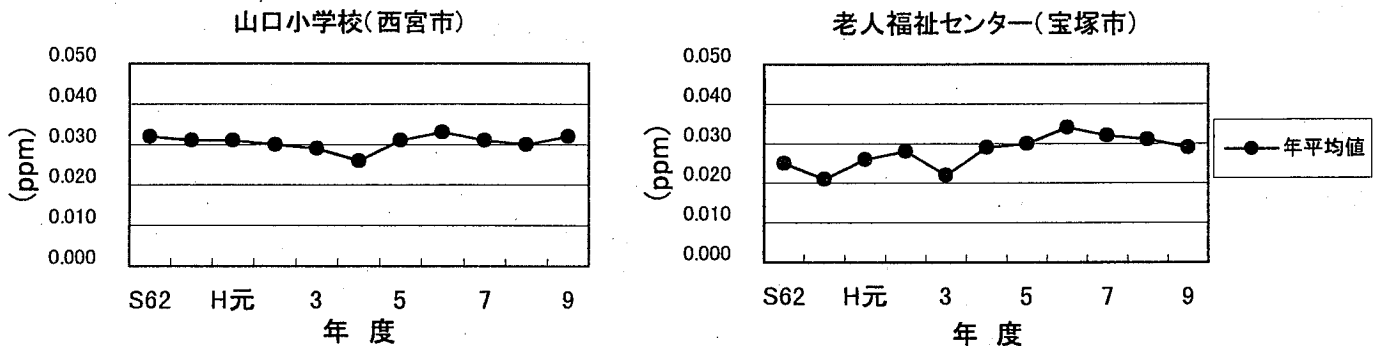 山口小学校(西宮市)
0.050
0.040
0.030
0.020
0.010
0.000
(ppm)
S62 H元 3 5 7 9
年 度
老人福祉センター(宝塚市)
0.050
0.040
0.030
0.020
0.010
0.000
(ppm)
S62 H元 3 5 7 9
年 度
年平均値